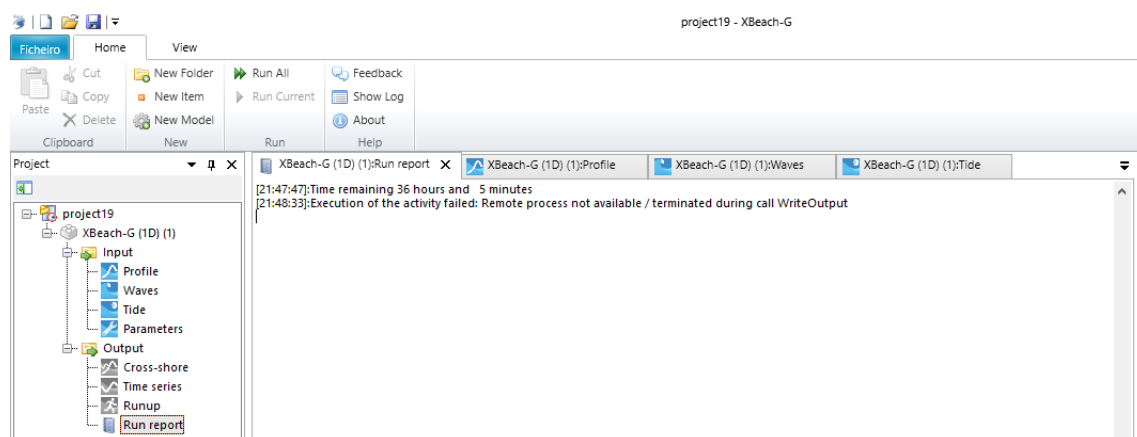 project19 - XBeach-G
Ficheiro Home View
Paste
Cut
Copy
Delete
Clipboard
New Folder
New Item
New Model
New
Run All
Run Current
Run
Feedback
Show Log
About
Help
Project
XBeach-G (1D) (1):Run report
XBeach-G (1D) (1):Profile
XBeach-G (1D) (1):Waves
XBeach-G (1D) (1):Tide
project19
XBeach-G (1D) (1)
Input
Profile
Waves
Tide
Parameters
Output
Cross-shore
Time series
Runup
Run report
[21:47:47]:Time remaining 36 hours and  5 minutes
[21:48:33]:Execution of the activity failed: Remote process not available / terminated during call WriteOutput